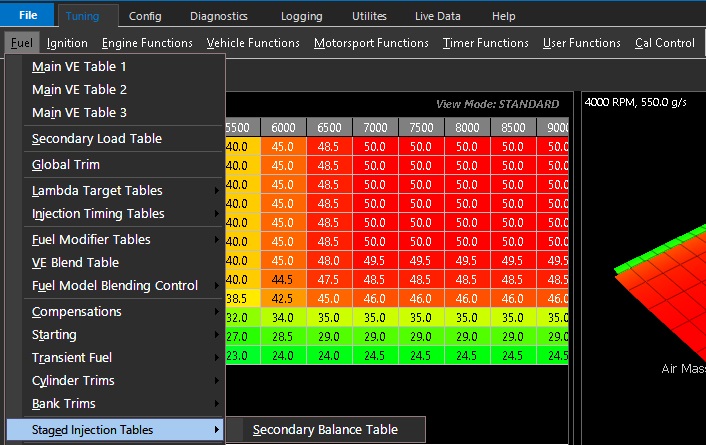 File Tuning Config Diagnostics Logging Utilites Live Data Help
Fuel Ignition Engine Functions Vehicle Functions Motorsport Functions Timer Functions User Functions Cal Control
Main VE Table 1
Main VE Table 2
Main VE Table 3
Secondary Load Table
Global Trim
Lambda Target Tables
Injection Timing Tables
Fuel Modifier Tables
VE Blend Table
Fuel Model Blending Control
Compensations
Starting
Transient Fuel
Cylinder Trims
Bank Trims
Staged Injection Tables
Secondary Balance Table
View Mode: STANDARD
5500 6000 6500 7000 7500 8000 8500 9000
40.0 45.0 48.5 50.0 50.0 50.0 50.0 50.0
40.0 45.0 48.5 50.0 50.0 50.0 50.0 50.0
40.0 45.0 48.5 50.0 50.0 50.0 50.0 50.0
40.0 45.0 48.5 50.0 50.0 50.0 50.0 50.0
40.0 45.0 48.5 50.0 50.0 50.0 50.0 50.0
40.0 45.0 48.5 50.0 50.0 50.0 50.0 50.0
40.0 45.0 48.0 49.5 49.5 49.5 49.5 49.5
40.0 44.5 47.5 48.5 48.5 48.5 48.5 48.5
38.5 42.5 45.0 46.0 46.0 46.0 46.0 46.0
32.0 34.0 35.0 35.0 35.0 35.0 35.0 35.0
27.0 28.5 29.0 29.0 29.0 29.0 29.0 29.0
23.0 24.0 24.5 24.5 24.5 24.5 24.5 24.5
4000 RPM, 550.0 g/s
Air Mas